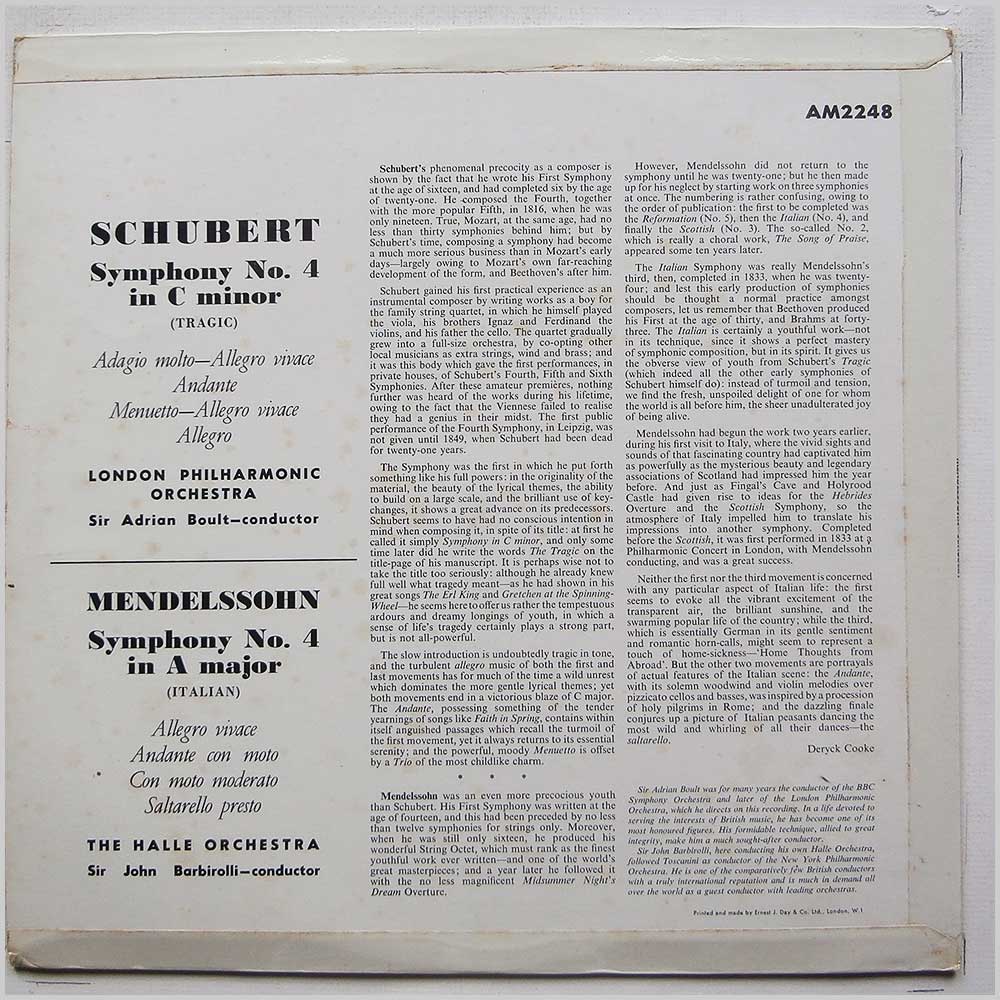 AM2248
SCHUBERT
Symphony No. 4
in C minor
(TRAGIC)
Adagio molto—Allegro vivace
Andante
Menuetto—Allegro vivace
Allegro
LONDON PHILHARMONIC
ORCHESTRA
Sir Adrian Boult—conductor
MENDELSSOHN
Symphony No. 4
in A major
(ITALIAN)
Allegro vivace
Andante con moto
Con moto moderato
Saltarello presto
THE HALLE ORCHESTRA
Sir John Barbirolli—conductor
Schubert's phenomenal precocity as a composer is
shown by the fact that he wrote his First Symphony
at the age of sixteen, and had completed six by the age
of twenty-one. He composed the Fourth, together
with the more popular Fifth, in 1816, when he was
only nineteen. True, Mozart, at the same age, had no
less than thirty symphonies behind him; but by
Schubert's time, composing a symphony had become
a much more serious business than in Mozart's early
days—largely owing to Mozart's own far-reaching
development of the form, and Beethoven's after him.
Schubert gained his first practical experience as an
instrumental composer by writing works as a boy for
the family string quartet, in which he himself played
the viola, his brothers Ignaz and Ferdinand the
violins, and his father the cello. The quartet gradually
grew into a full-size orchestra, by co-opting other
local musicians as extra strings, wind and brass; and
it was this body which gave the first performances, in
private houses, of Schubert's Fourth, Fifth and Sixth
Symphonies. After these amateur premières, nothing
further was heard of the works during his lifetime,
owing to the fact that the Viennese failed to realise
they had a genius in their midst. The first public
performance of the Fourth Symphony, in Leipzig, was
not given until 1849, when Schubert had been dead
for twenty-one years.
The Symphony was the first in which he put forth
something like his full powers: in the originality of the
material, the beauty of the lyrical themes, the ability
to build on a large scale, and the brilliant use of key-
changes, it shows a great advance on its predecessors.
Schubert seems to have had no conscious intention in
mind when composing it, in spite of its title: at first he
called it simply Symphony in C minor, and only some
time later did he write the words The Tragic on the
title-page of his manuscript. It is perhaps wise not to
take the title too seriously: although he already knew
full well what tragedy meant—as he had shown in his
great songs The Erl King and Gretchen at the Spinning-
Wheel—he seems here to offer us rather the tempestuous
ardours and dreamy longings of youth, in which a
sense of life's tragedy certainly plays a strong part,
but is not all-powerful.
The slow introduction is undoubtedly tragic in tone,
and the turbulent allegro music of both the first and
last movements has for much of the time a wild unrest
which dominates the more gentle lyrical themes; yet
both movements end in a victorious blaze of C major.
The Andante, possessing something of the tender
yearnings of songs like Faith in Spring, contains within
itself anguished passages which recall the turmoil of
the first movement, yet it always returns to its essential
serenity; and the powerful, moody Menuetto is offset
by a Trio of the most childlike charm.
* * *
Mendelssohn was an even more precocious youth
than Schubert. His First Symphony was written at the
age of fourteen, and this had been preceded by no less
than twelve symphonies for strings only. Moreover,
when he was still only sixteen, he produced his
wonderful String Octet, which must rank as the finest
youthful work ever written—and one of the world's
great masterpieces; and a year later he followed it
with the no less magnificent Midsummer Night's
Dream Overture.
However, Mendelssohn did not return to the
symphony until he was twenty-one; but he then made
up for his neglect by starting work on three symphonies
at once. The numbering is rather confusing, owing to
the order of publication: the first to be completed was
the Reformation (No. 5), then the Italian (No. 4), and
finally the Scottish (No. 3). The so-called No. 2,
which is really a choral work, The Song of Praise,
appeared some ten years later.
The Italian Symphony was really Mendelssohn's
third, then, completed in 1833, when he was twenty-
four; and lest this early production of symphonies
should be thought a normal practice amongst
composers, let us remember that Beethoven produced
his First at the age of thirty, and Brahms at forty-
three. The Italian is certainly a youthful work—not
in its technique, since it shows a perfect mastery
of symphonic composition, but in its spirit. It gives us
the obverse view of youth from Schubert's Tragic
(which indeed all the other early symphonies of
Schubert himself do): instead of turmoil and tension,
we find the fresh, unspoiled delight of one for whom
the world is all before him, the sheer unadulterated joy
of being alive.
Mendelssohn had begun the work two years earlier,
during his first visit to Italy, where the vivid sights and
sounds of that fascinating country had captivated him
as powerfully as the mysterious beauty and legendary
associations of Scotland had impressed him the year
before. And just as Fingal's Cave and Holyrood
Castle had given rise to ideas for the Hebrides
Overture and the Scottish Symphony, so the
atmosphere of Italy impelled him to translate his
impressions into another symphony. Completed
before the Scottish, it was first performed in 1833 at a
Philharmonic Concert in London, with Mendelssohn
conducting, and was a great success.
Neither the first nor the third movement is concerned
with any particular aspect of Italian life: the first
seems to evoke all the vibrant excitement of the
transparent air, the brilliant sunshine, and the
swarming popular life of the country; while the third,
which is essentially German in its gentle sentiment
and romantic horn-calls, might seem to represent a
touch of home-sickness—'Home Thoughts from
Abroad'. But the other two movements are portrayals
of actual features of the Italian scene: the Andante,
with its solemn woodwind and violin melodies over
pizzicato cellos and basses, was inspired by a procession
of holy pilgrims in Rome; and the dazzling finale
conjures up a picture of Italian peasants dancing the
most wild and whirling of all their dances—the
saltarello.
Deryck Cooke
Sir Adrian Boult was for many years the conductor of the BBC
Symphony Orchestra and later of the London Philharmonic
Orchestra, which he directs on this recording. In a life devoted to
serving the interests of British music, he has become one of its
most honoured figures. His formidable technique, allied to great
integrity, make him a much sought-after conductor.
Sir John Barbirolli, here conducting his own Halle Orchestra,
followed Toscanini as conductor of the New York Philharmonic
Orchestra. He is one of the comparatively few British conductors
with a truly international reputation and is much in demand all
over the world as a guest conductor with leading orchestras.
Printed and made by Ernest J. Day & Co. Ltd., London, W.1